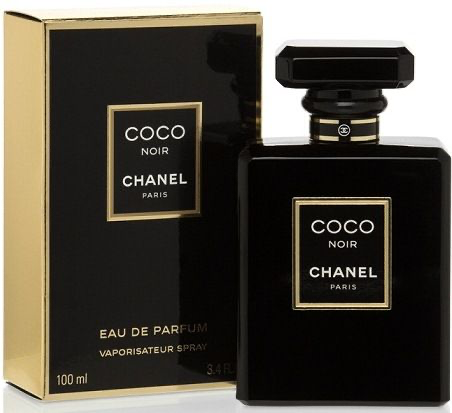 COCO
NOIR
CHANEL
PARIS
EAU DE PARFUM
VAPORISATEUR SPRAY
100 ml
3.4 FL
COCO
NOIR
CHANEL
PARIS